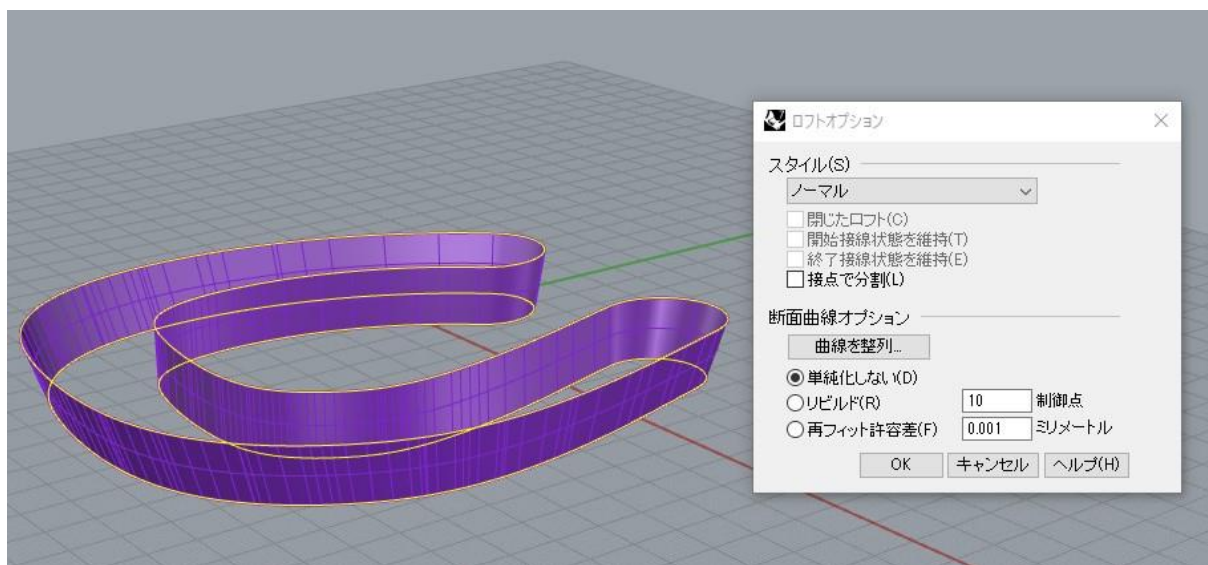 ロフトオプション
スタイル(S)
ノーマル
閉じたロフト(C)
開始接線状態を維持(T)
終了接線状態を維持(E)
接点で分割(L)
断面曲線オプション
曲線を整列...
単純化しない(D)
リビルド(R) 10 制御点
再フィット許容差(F) 0.001 ミリメートル
OK キャンセル ヘルプ(H)